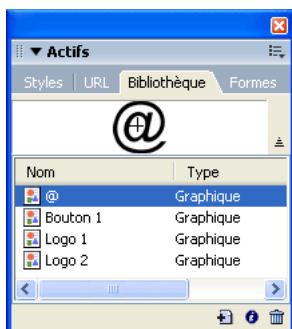 Actifs
Styles URL Bibliothèque Formes
@
Nom Type
@ Graphique
Bouton 1 Graphique
Logo 1 Graphique
Logo 2 Graphique